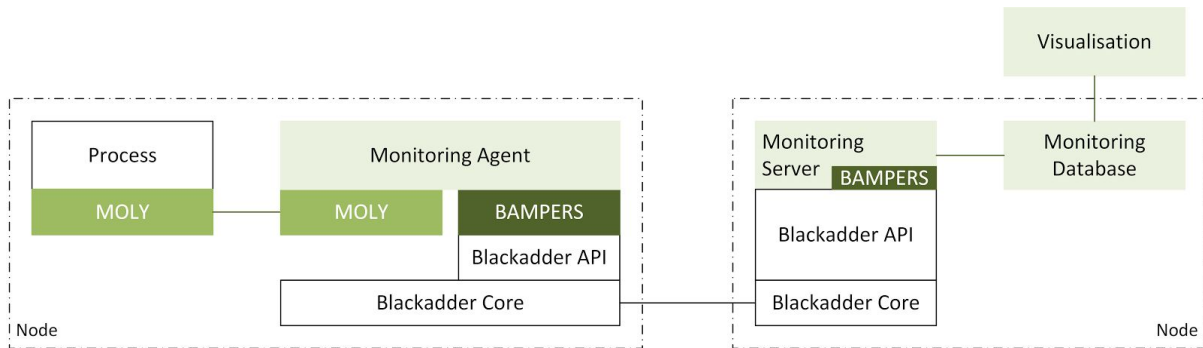 Visualisation
Process
Monitoring Agent
Monitoring
Server
BAMPERS
Monitoring
Database
MOLY
MOLY
BAMPERS
Blackadder API
Blackadder API
Blackadder Core
Blackadder Core
Node
Node